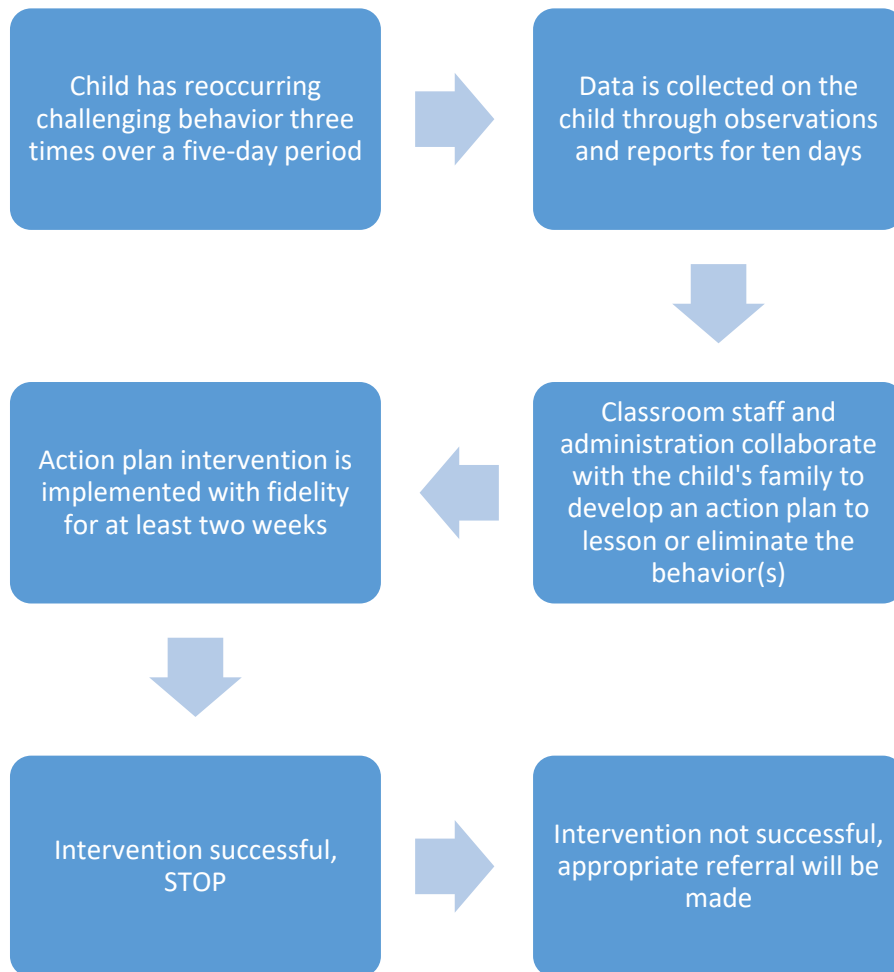 Child has reoccurring
challenging behavior three
times over a five-day period
Data is collected on the
child through observations
and reports for ten days
Classroom staff and
administration collaborate
with the child's family to
develop an action plan to
lesson or eliminate the
behavior(s)
Action plan intervention is
implemented with fidelity
for at least two weeks
Intervention successful,
STOP
Intervention not successful,
appropriate referral will be
made